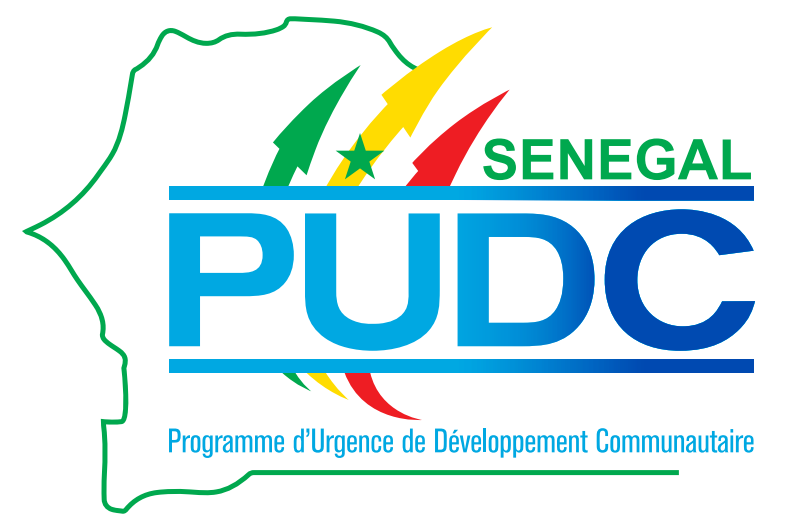 SENEGAL
PUDC
Programme d'Urgence de Développement Communautaire